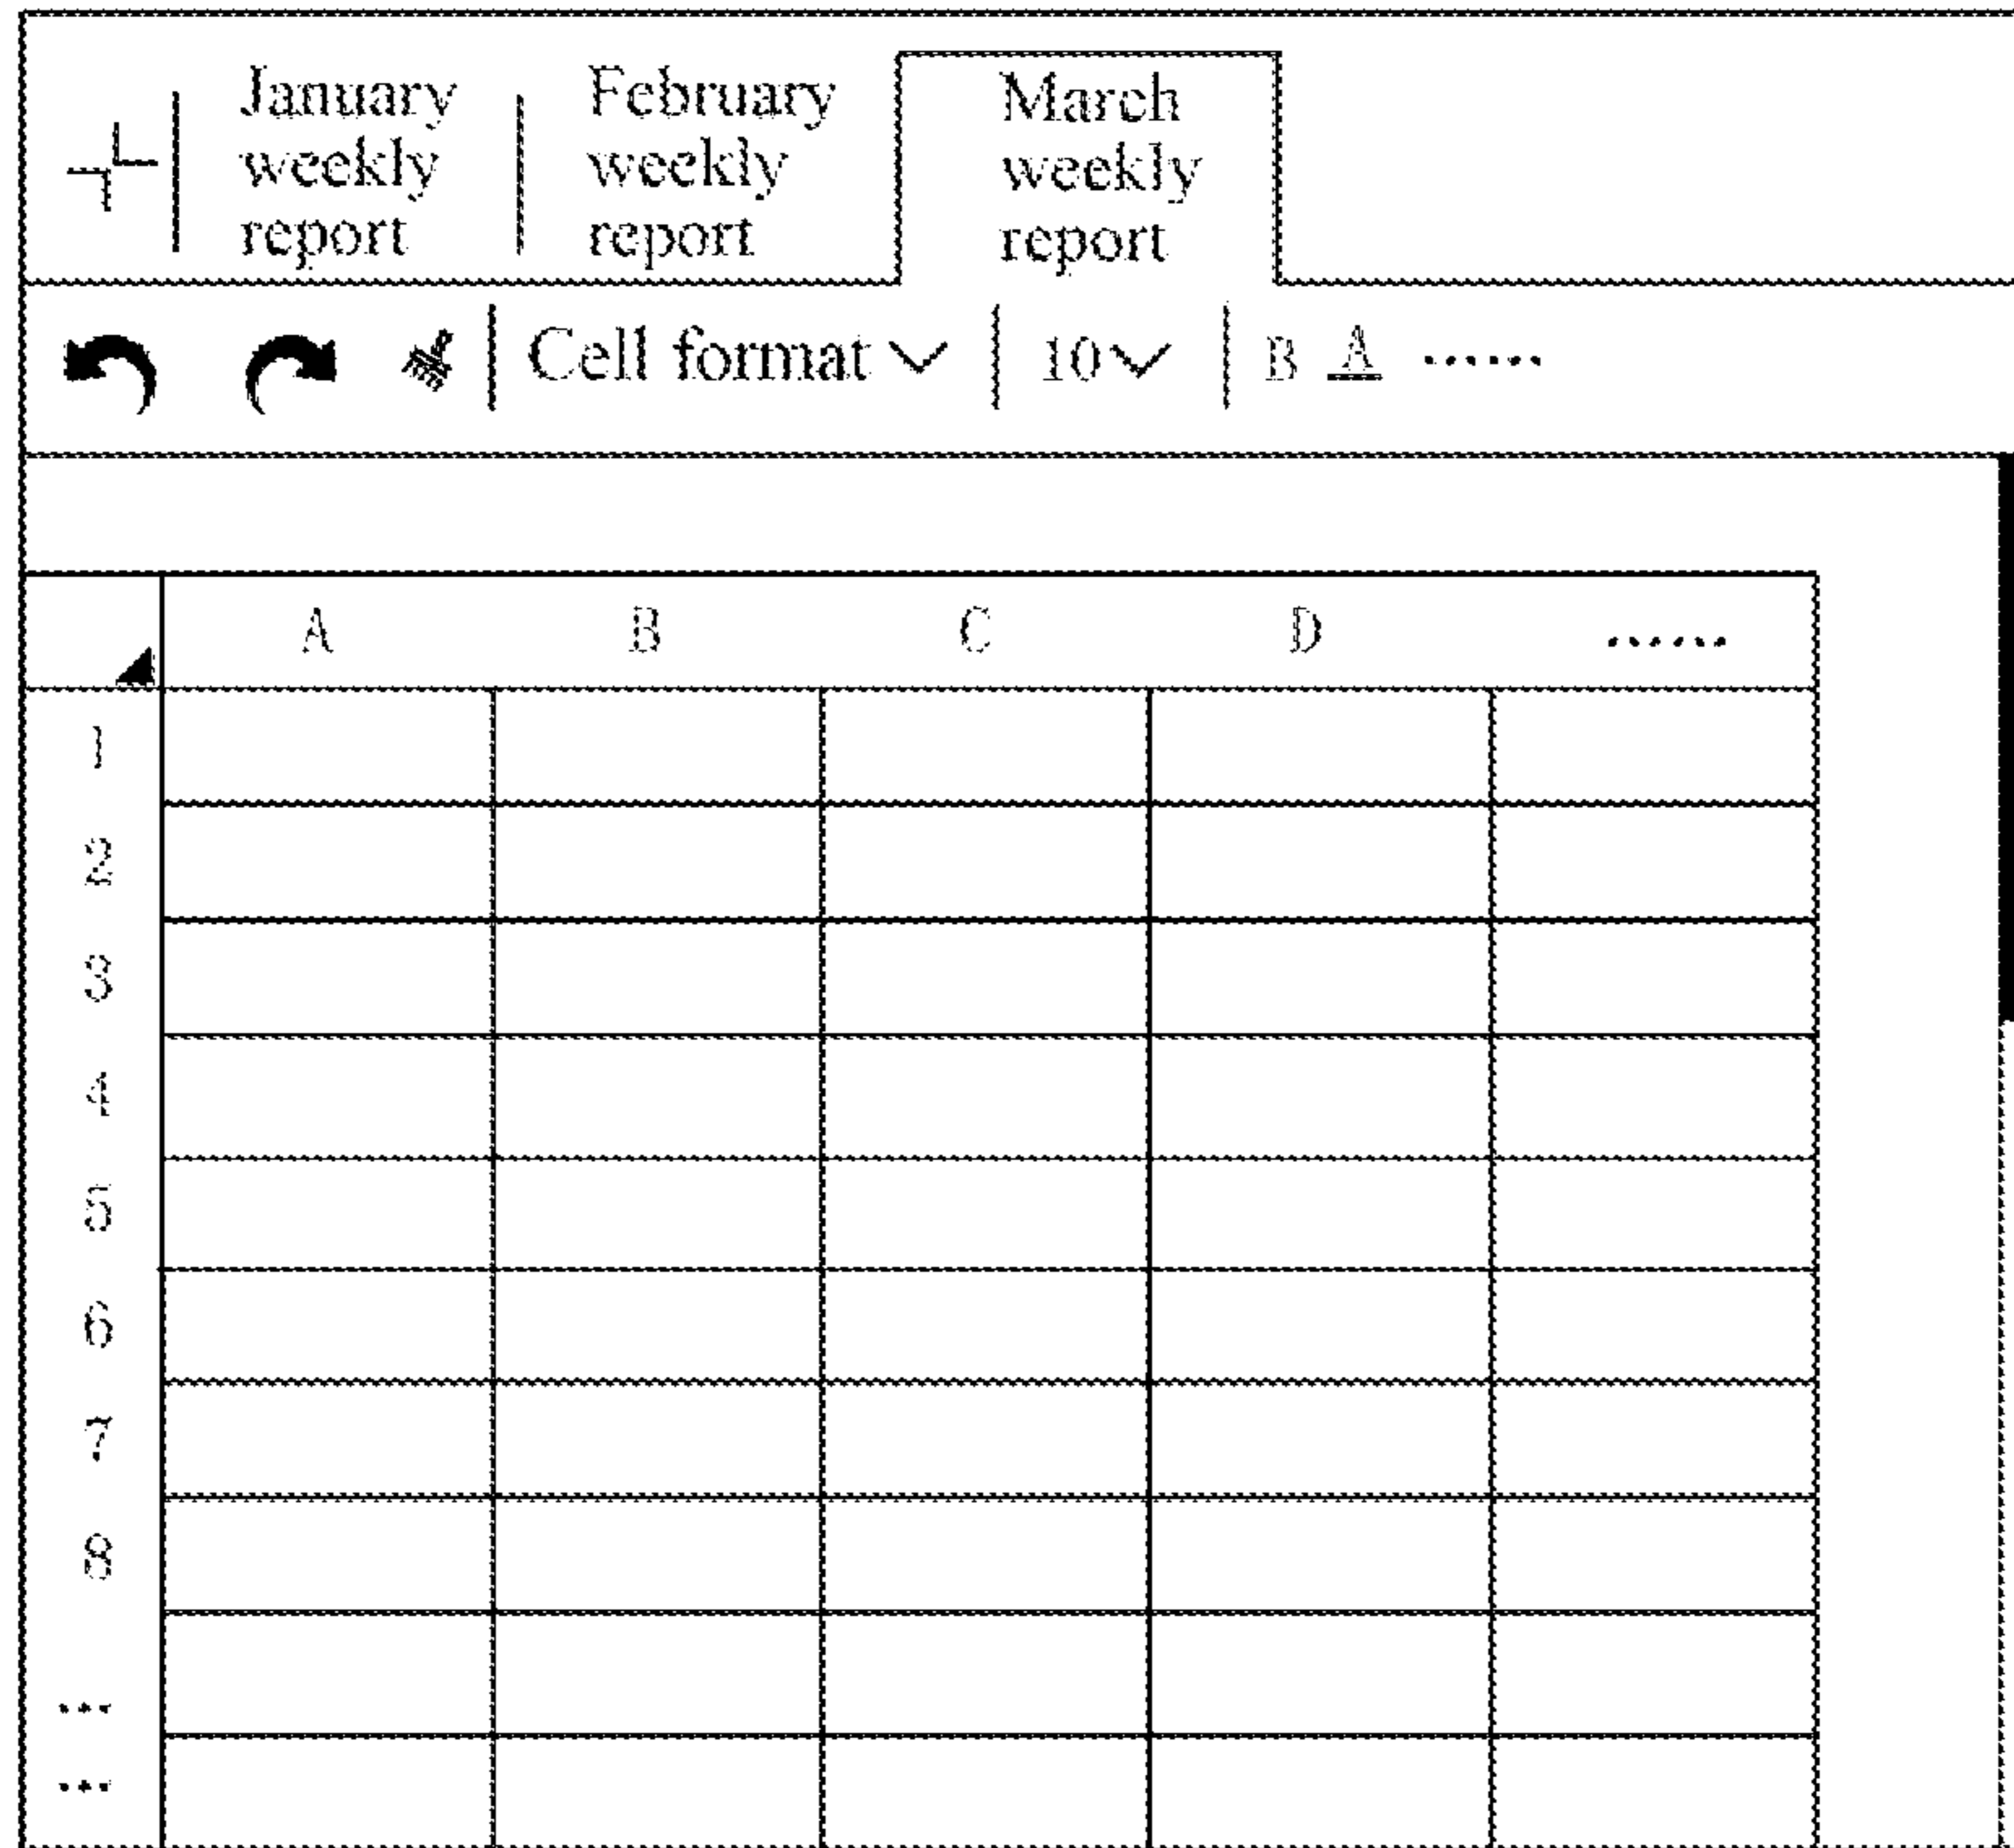 January
weekly
report
February
weekly
report
March
weekly
report
Cell format
10
B A ......
A B C D ......
1
2
3
4
5
6
7
8